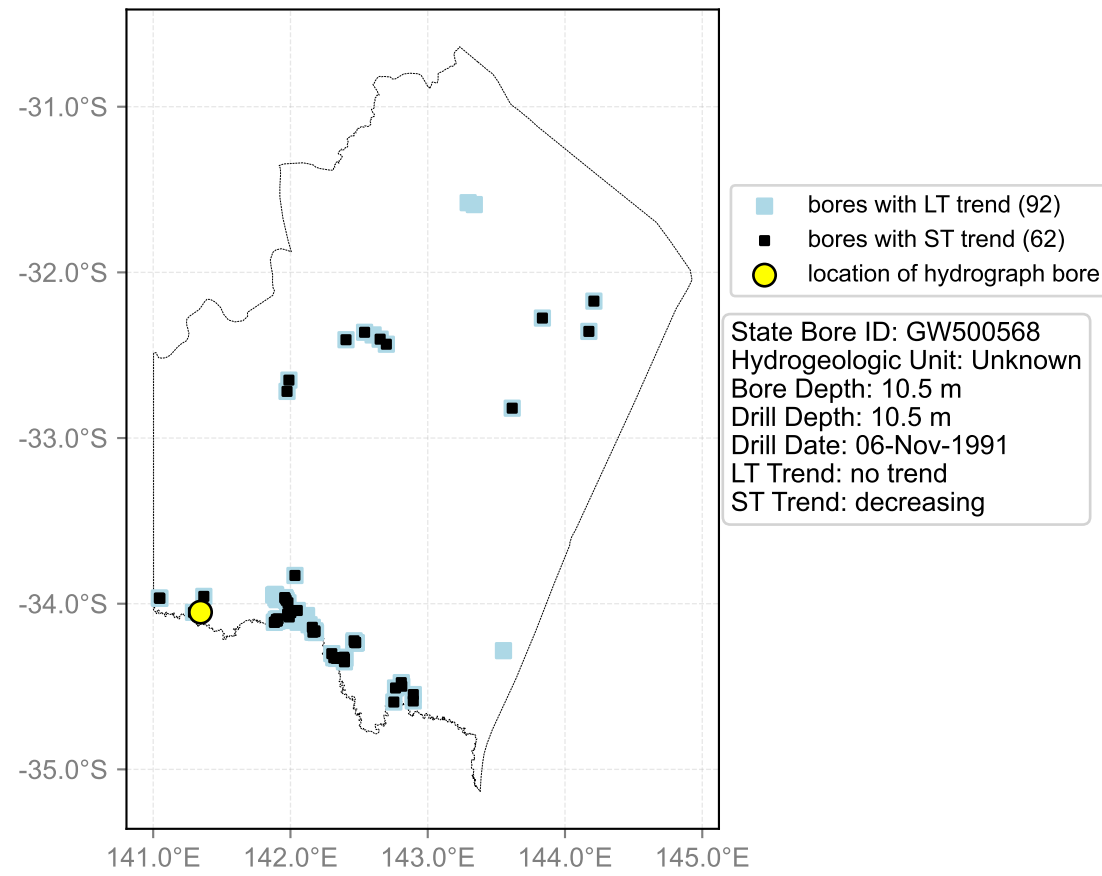 -31.0°S
-32.0°S
-33.0°S
-34.0°S
-35.0°S
141.0°E 142.0°E 143.0°E 144.0°E 145.0°E
bores with LT trend (92)
bores with ST trend (62)
location of hydrograph bore
State Bore ID: GW500568
Hydrogeologic Unit: Unknown
Bore Depth: 10.5 m
Drill Depth: 10.5 m
Drill Date: 06-Nov-1991
LT Trend: no trend
ST Trend: decreasing